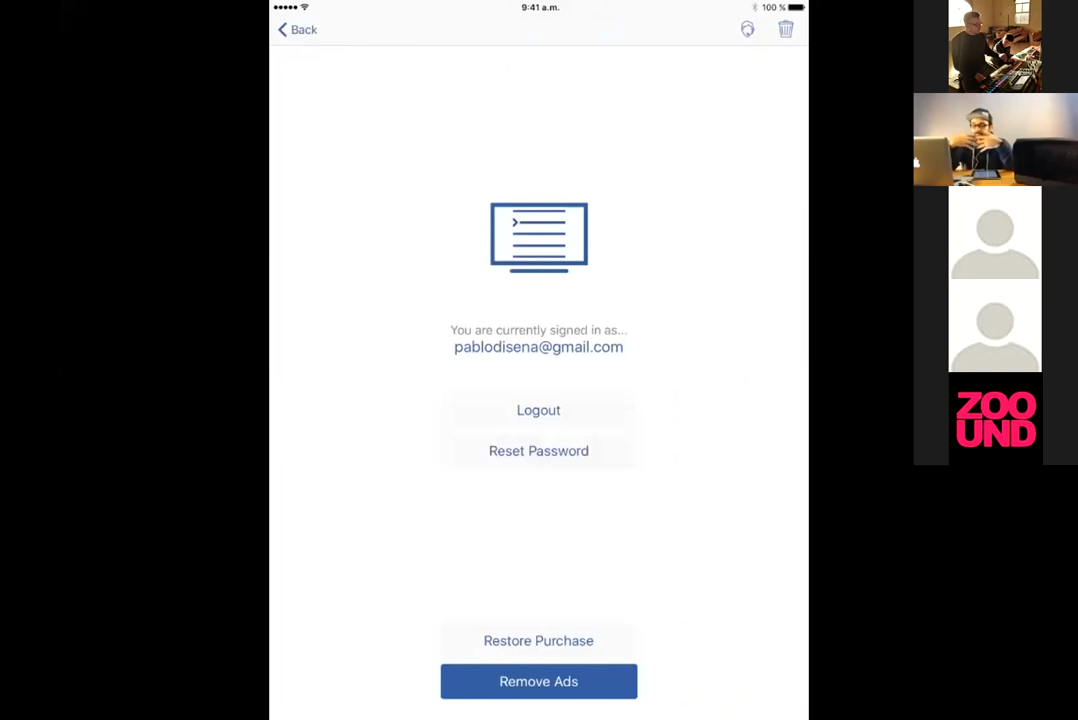 9:41 a.m.
100 %
Back
You are currently signed in as...
pablodisena@gmail.com
Logout
Reset Password
Restore Purchase
Remove Ads
ZOO
UND